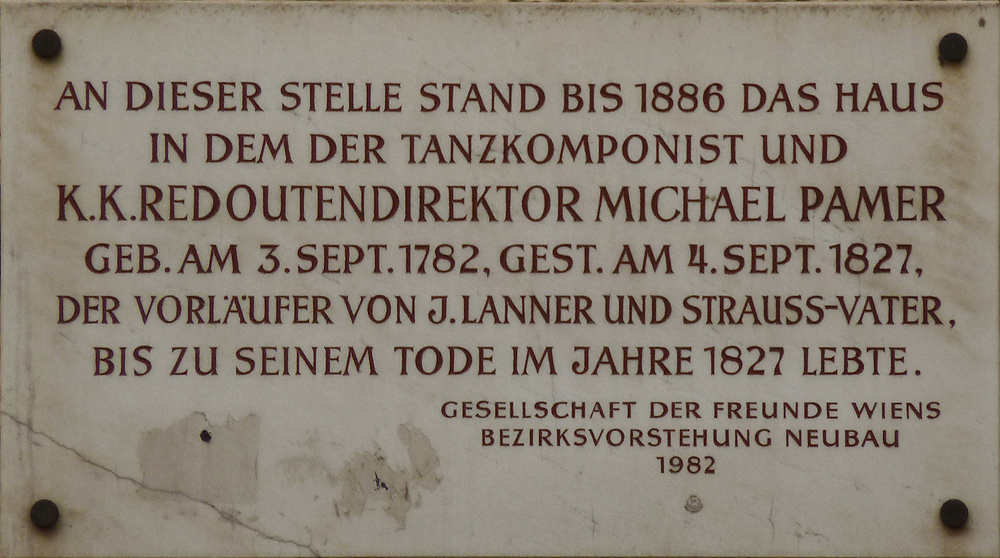 AN DIESER STELLE STAND BIS 1886 DAS HAUS
IN DEM DER TANZKOMPONIST UND
K.K.REDOUTENDIREKTOR MICHAEL PAMER
GEB. AM 3. SEPT. 1782, GEST. AM 4. SEPT. 1827,
DER VORLÄUFER VON J. LANNER UND STRAUSS-VATER,
BIS ZU SEINEM TODE IM JAHRE 1827 LEBTE.
GESELLSCHAFT DER FREUNDE WIENS
BEZIRKSVORSTEHUNG NEUBAU
1982